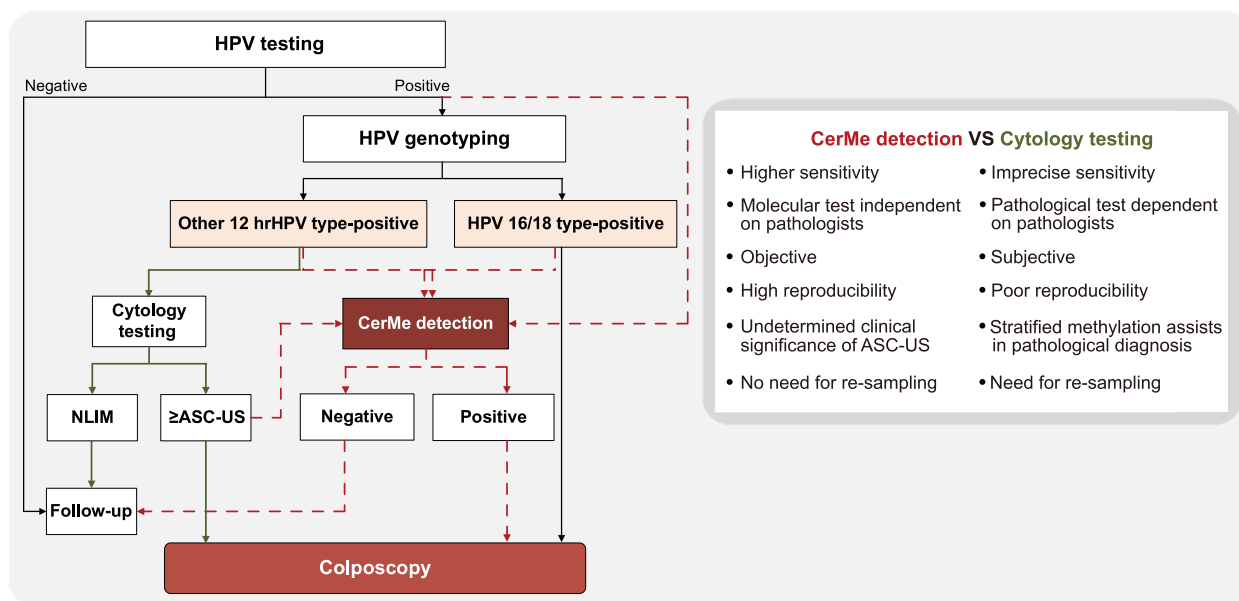 HPV testing
Negative
Positive
HPV genotyping
Other 12 hrHPV type-positive
HPV 16/18 type-positive
Cytology
testing
CerMe detection
NLIM
≥ASC-US
Negative
Positive
Follow-up
Colposcopy
CerMe detection VS Cytology testing
• Higher sensitivity
• Molecular test independent
on pathologists
• Objective
• High reproducibility
• Undetermined clinical
significance of ASC-US
• No need for re-sampling
• Imprecise sensitivity
• Pathological test dependent
on pathologists
• Subjective
• Poor reproducibility
• Stratified methylation assists
in pathological diagnosis
• Need for re-sampling